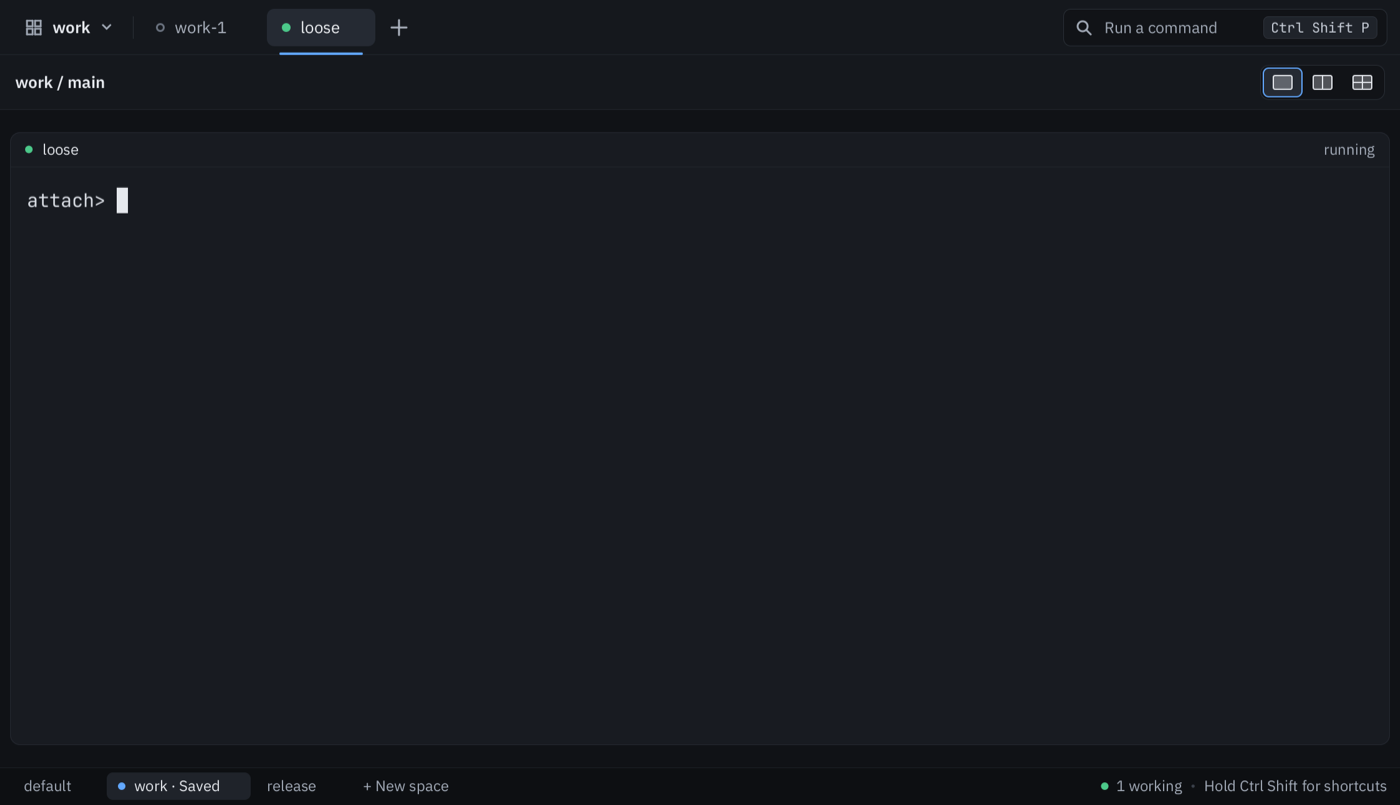 work work-1 loose Run a command Ctrl Shift P
work / main
loose running
attach>
default work · Saved release + New space 1 working • Hold Ctrl Shift for shortcuts